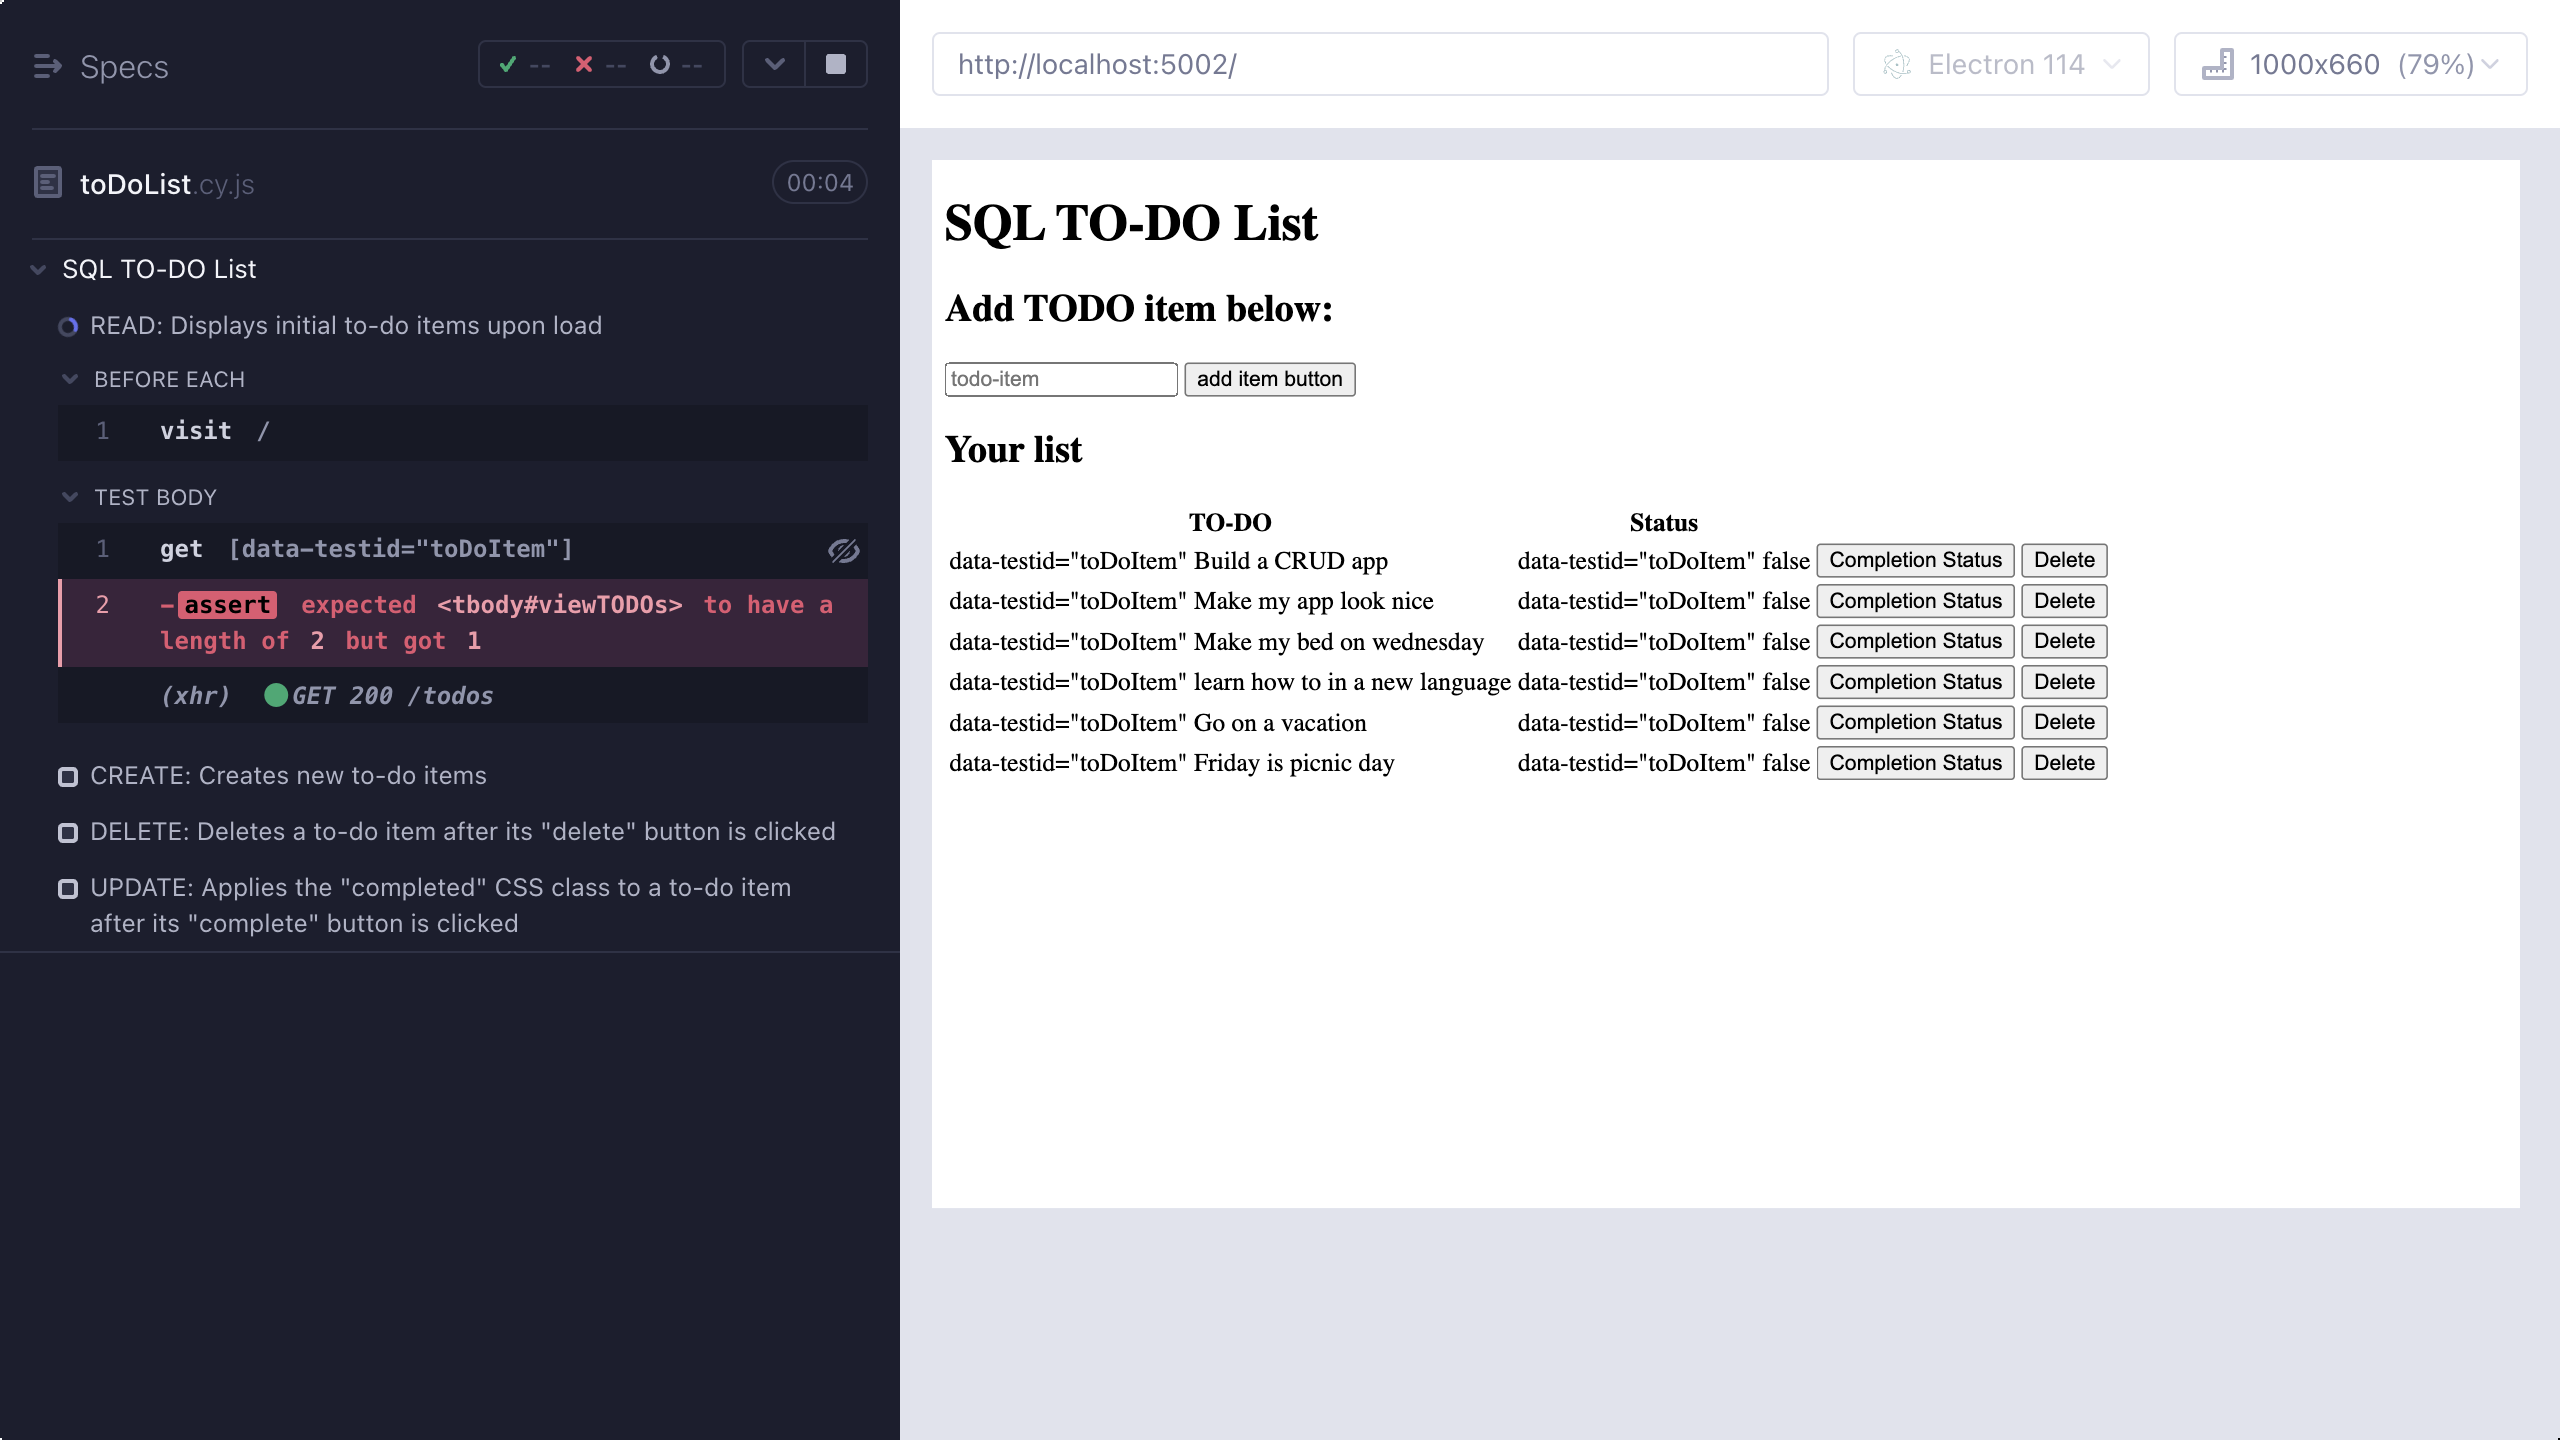 Specs
-- -- --
toDoList.cy.js
00:04
SQL TO-DO List
READ: Displays initial to-do items upon load
BEFORE EACH
1 visit /
TEST BODY
1 get [data-testid="toDoItem"]
2 -assert expected <tbody#viewTODOs> to have a
length of 2 but got 1
(xhr) GET 200 /todos
CREATE: Creates new to-do items
DELETE: Deletes a to-do item after its "delete" button is clicked
UPDATE: Applies the "completed" CSS class to a to-do item
after its "complete" button is clicked
http://localhost:5002/
Electron 114
1000x660 (79%)
SQL TO-DO List
Add TODO item below:
todo-item add item button
Your list
TO-DO Status
data-testid="toDoItem" Build a CRUD app data-testid="toDoItem" false Completion Status Delete
data-testid="toDoItem" Make my app look nice data-testid="toDoItem" false Completion Status Delete
data-testid="toDoItem" Make my bed on wednesday data-testid="toDoItem" false Completion Status Delete
data-testid="toDoItem" learn how to in a new language data-testid="toDoItem" false Completion Status Delete
data-testid="toDoItem" Go on a vacation data-testid="toDoItem" false Completion Status Delete
data-testid="toDoItem" Friday is picnic day data-testid="toDoItem" false Completion Status Delete